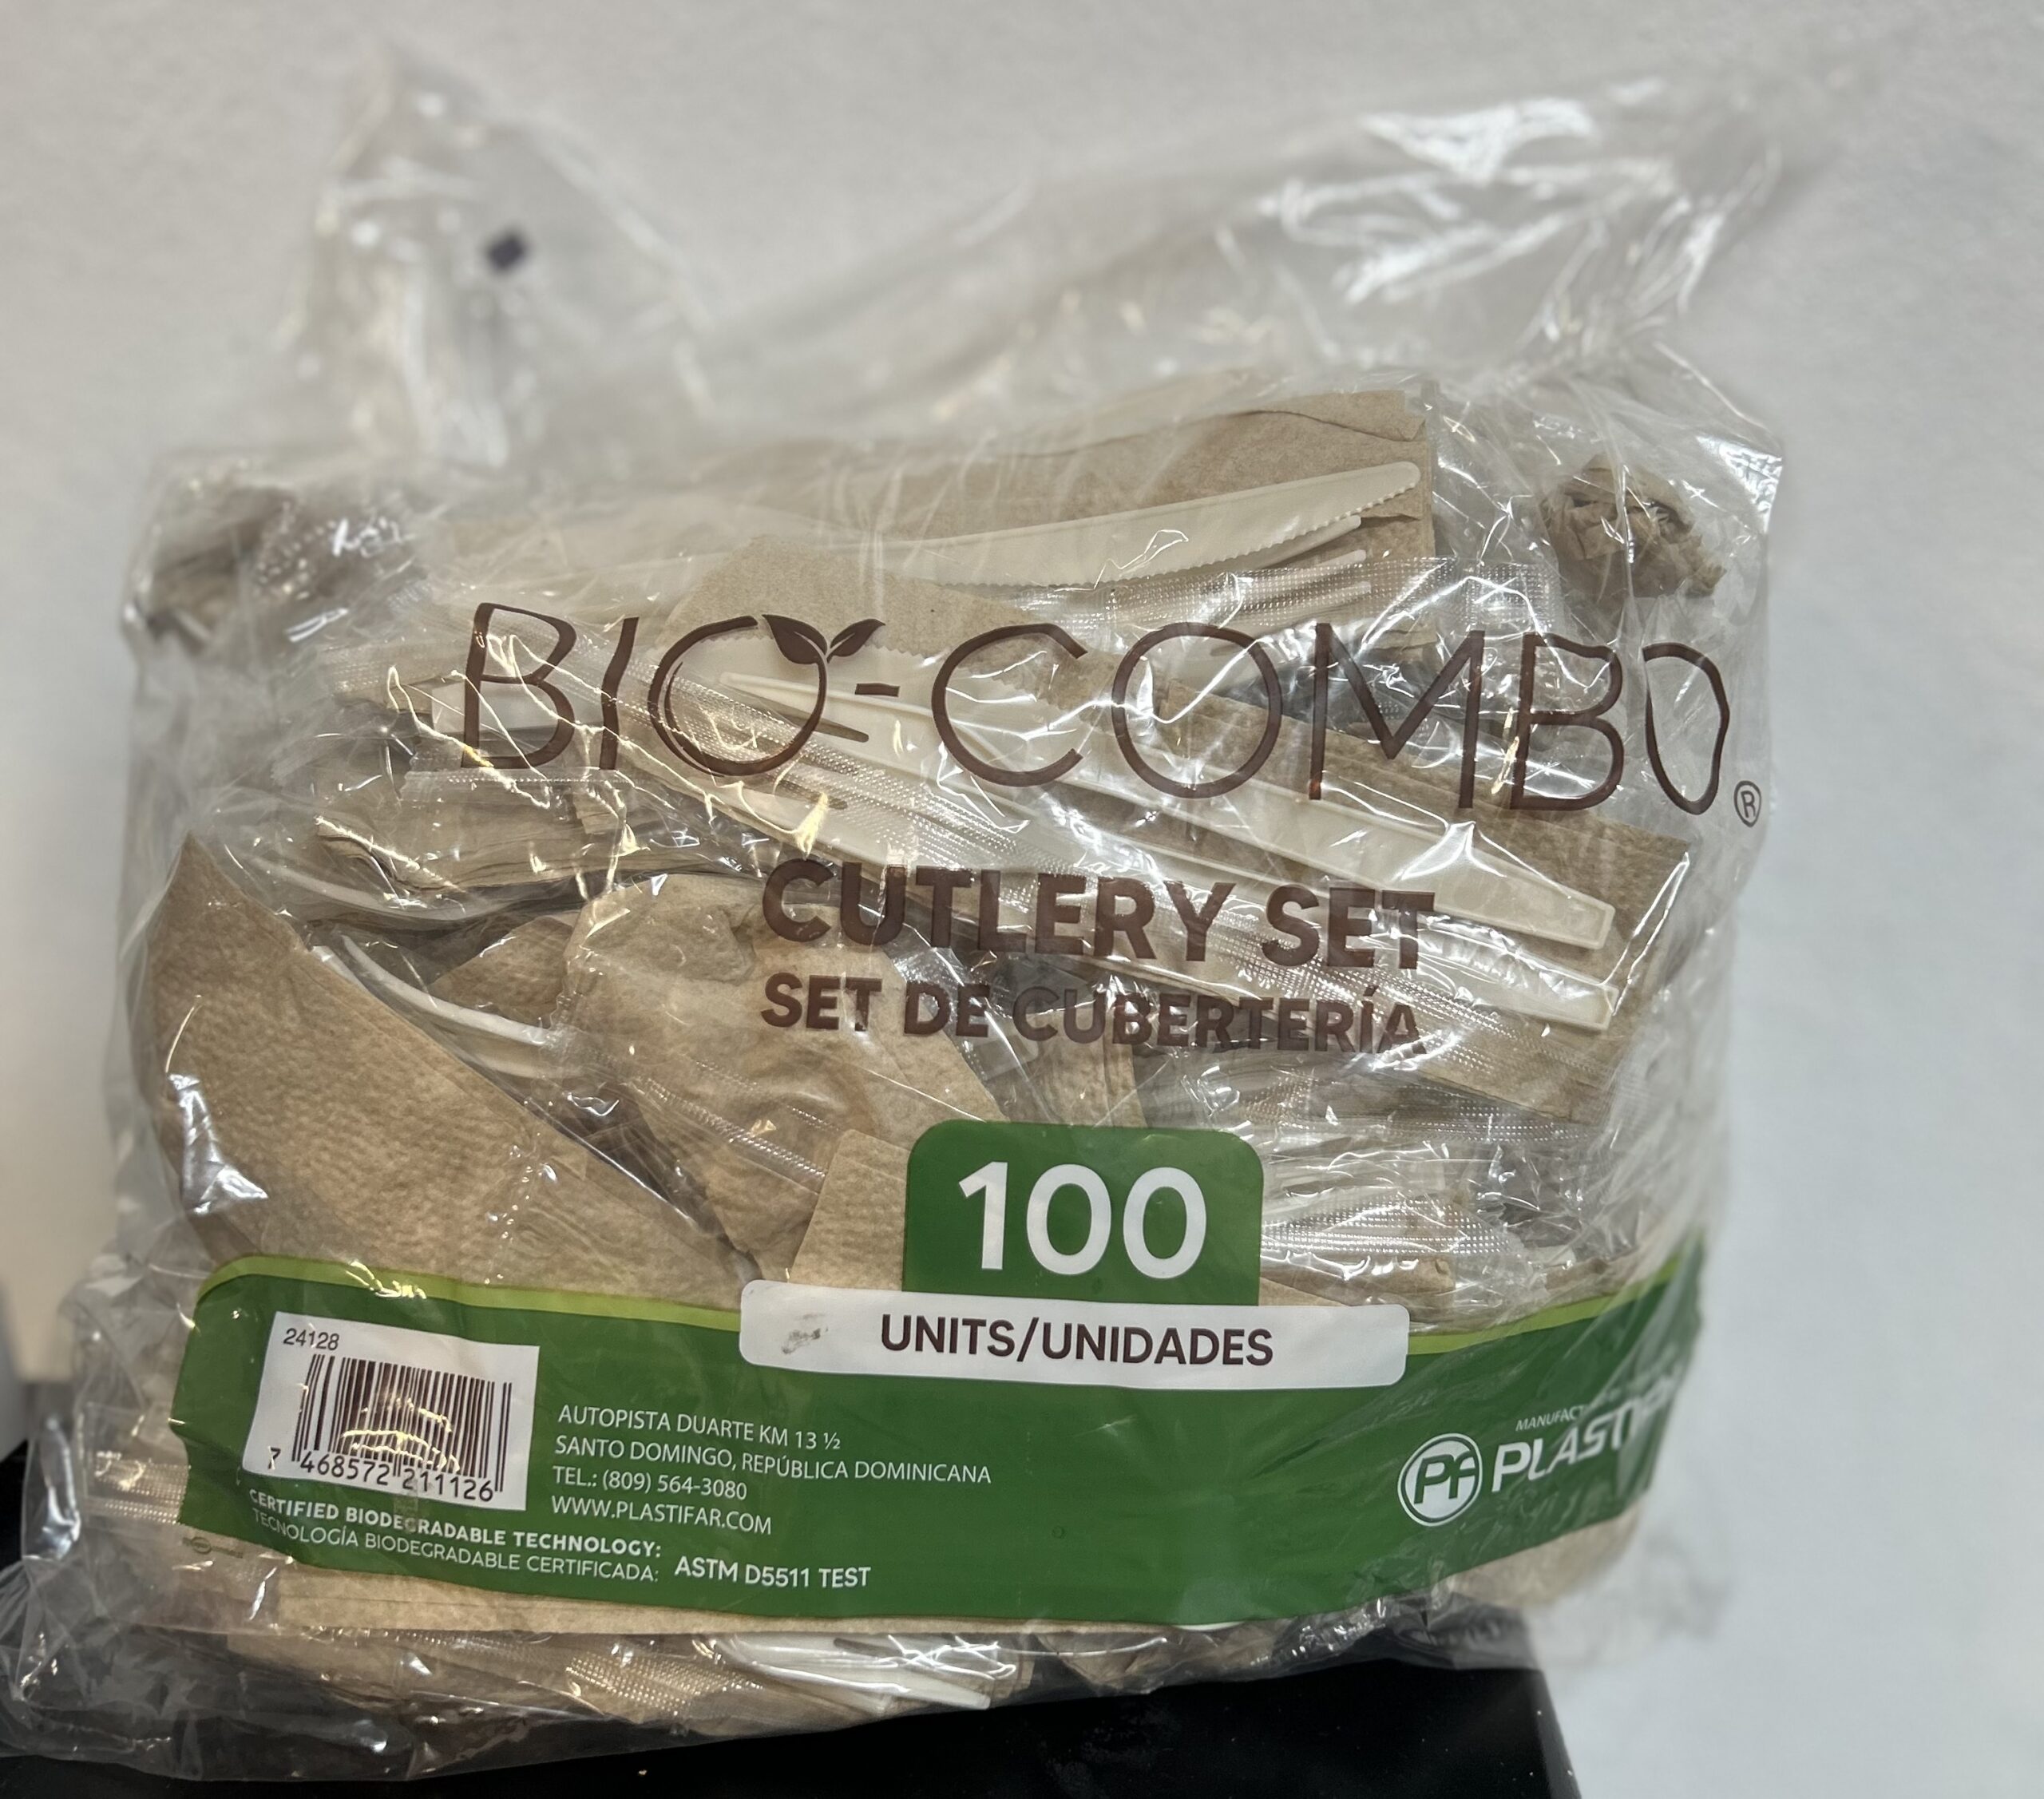 BIO-COMBO®
CUTLERY SET
SET DE CUBERTERÍA
100
UNITS/UNIDADES
24128
7 468572 211126
AUTOPISTA DUARTE KM 13 ½
SANTO DOMINGO, REPÚBLICA DOMINICANA
TEL.: (809) 564-3080
WWW.PLASTIFAR.COM
CERTIFIED BIODEGRADABLE TECHNOLOGY:
TECNOLOGÍA BIODEGRADABLE CERTIFICADA: ASTM D5511 TEST
Pf